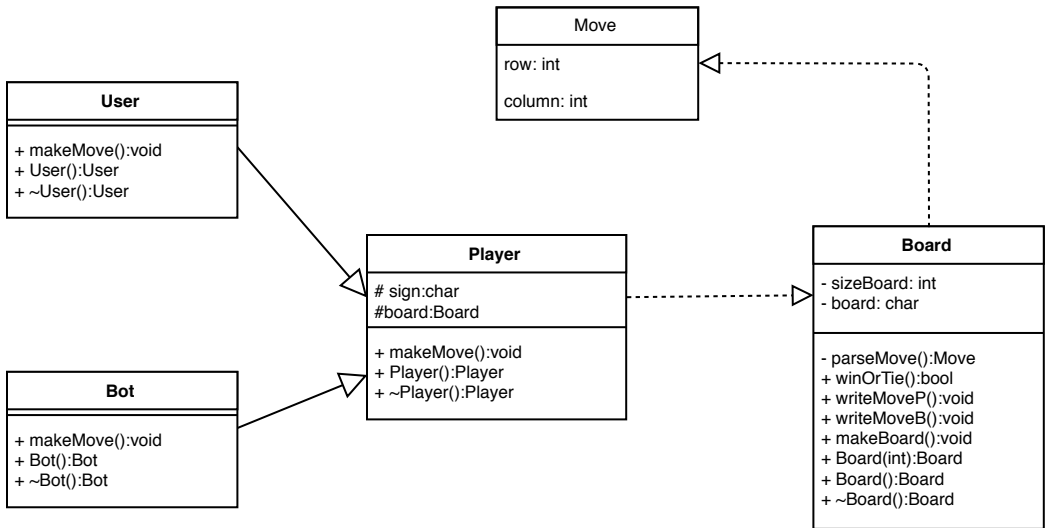 Move
row: int
column: int
User
+ makeMove():void
+ User():User
+ ~User():User
Player
# sign:char
#board:Board
+ makeMove():void
+ Player():Player
+ ~Player():Player
Board
- sizeBoard: int
- board: char
- parseMove():Move
+ winOrTie():bool
+ writeMoveP():void
+ writeMoveB():void
+ makeBoard():void
+ Board(int):Board
+ Board():Board
+ ~Board():Board
Bot
+ makeMove():void
+ Bot():Bot
+ ~Bot():Bot